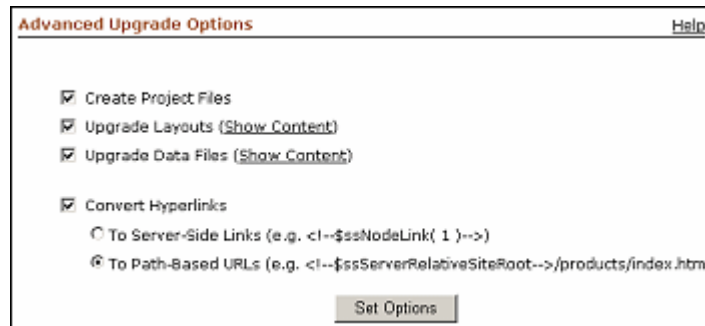 Advanced Upgrade Options Help
Create Project Files
Upgrade Layouts (Show Content)
Upgrade Data Files (Show Content)
Convert Hyperlinks
To Server-Side Links (e.g. <!--$ssNodeLink( 1 )-->)
To Path-Based URLs (e.g. <!--$ssServerRelativeSiteRoot-->/products/index.htm
Set Options